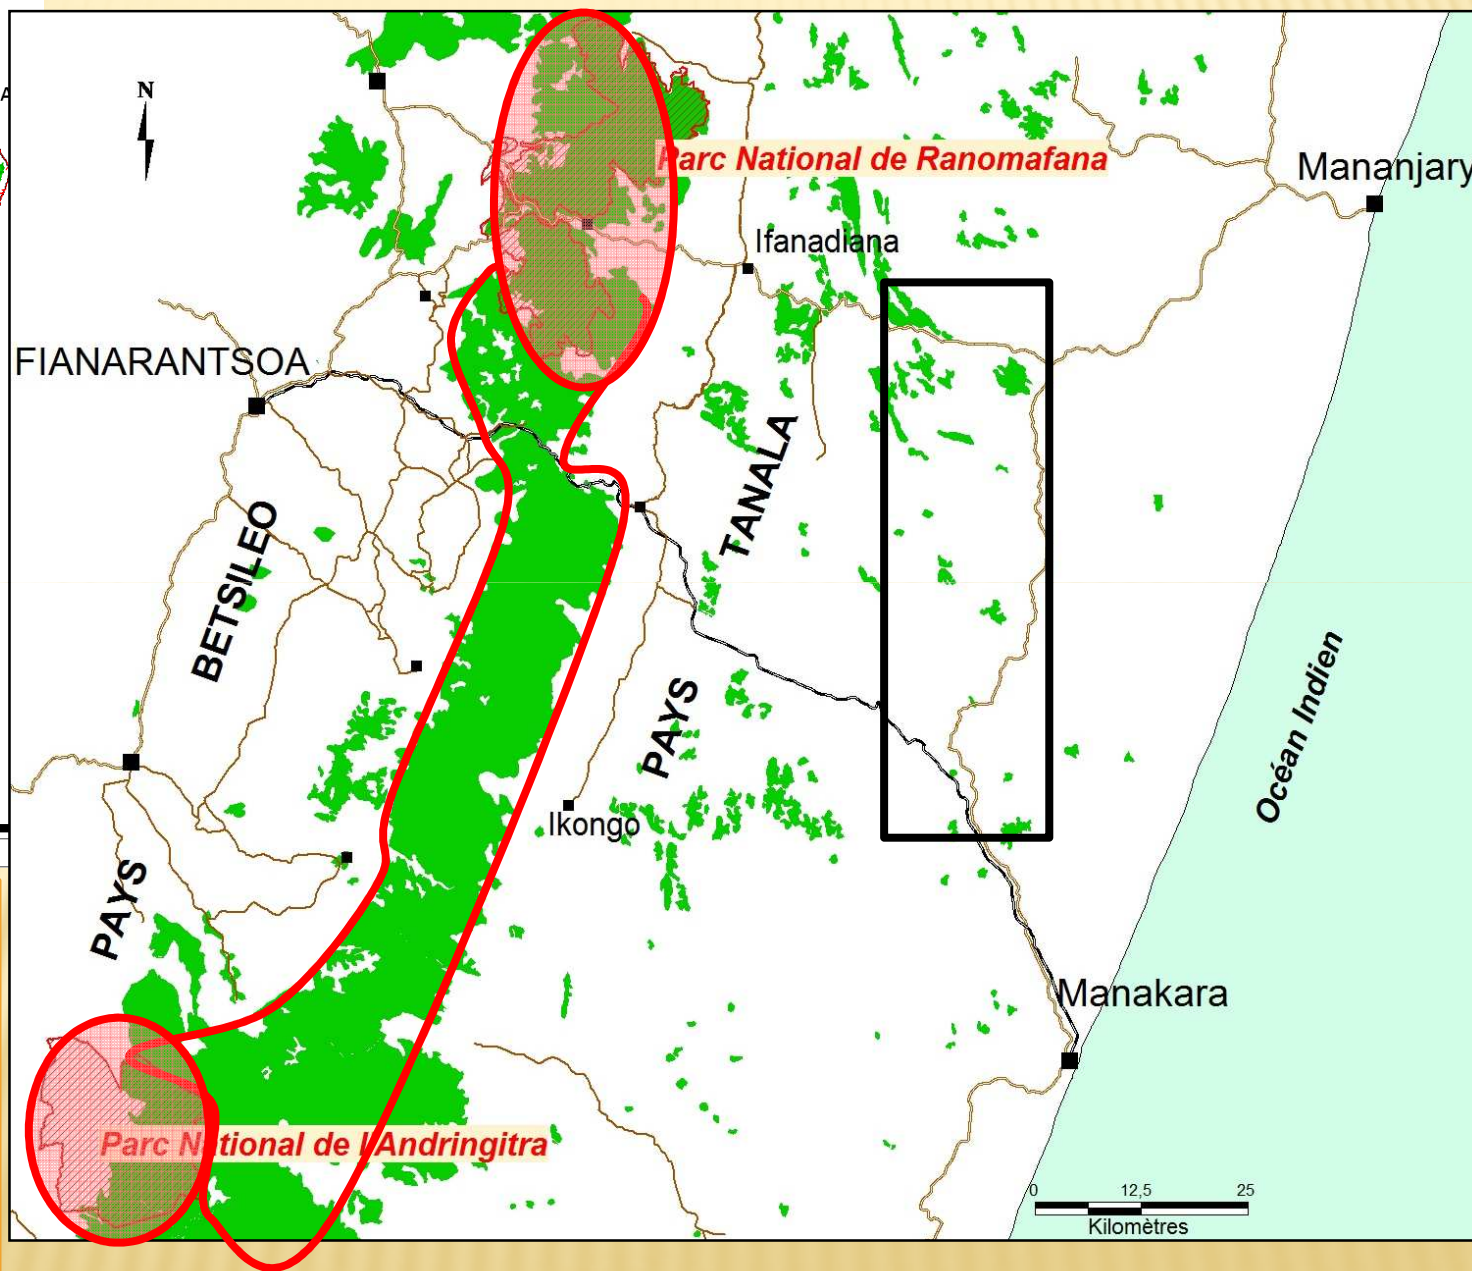 A
N
Parc National de Ranomafana
Mananjary
Ifanadiana
FIANARANTSOA
TANALA
BETSILEO
PAYS
Océan Indien
Ikongo
PAYS
Manakara
Parc National de l'Andringitra
0 12,5 25
Kilomètres